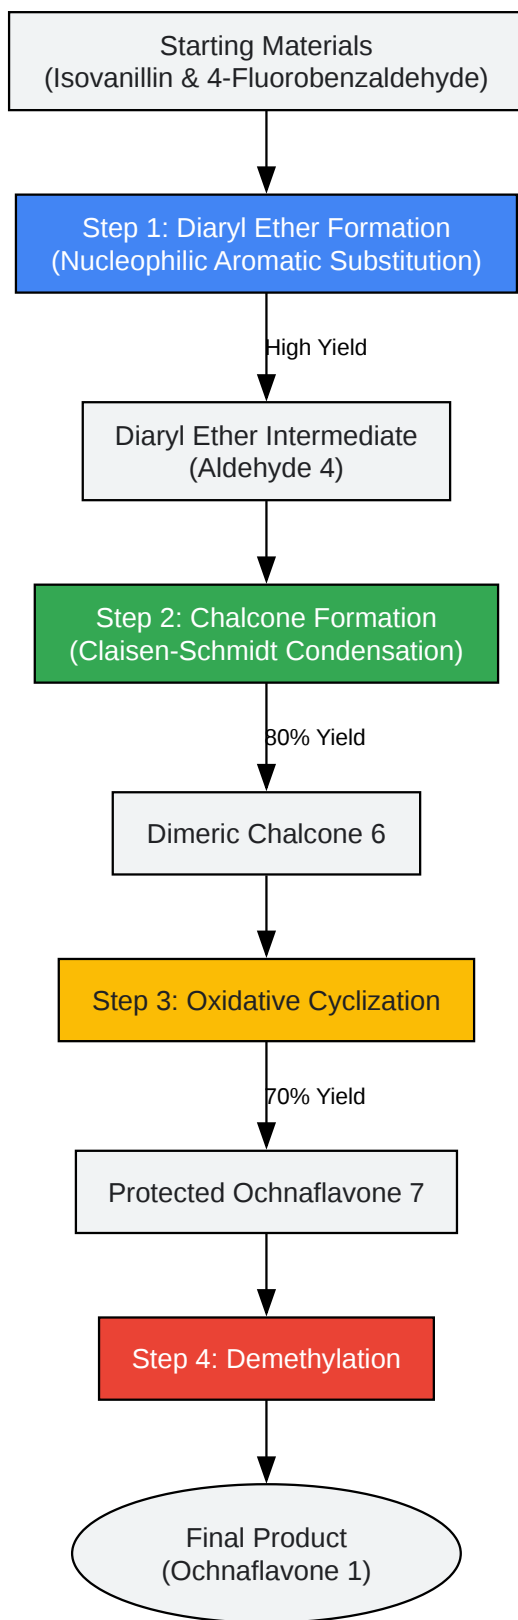 Starting Materials
(Isovanillin & 4-Fluorobenzaldehyde)
Step 1: Diaryl Ether Formation
(Nucleophilic Aromatic Substitution)
High Yield
Diaryl Ether Intermediate
(Aldehyde 4)
Step 2: Chalcone Formation
(Claisen-Schmidt Condensation)
80% Yield
Dimeric Chalcone 6
Step 3: Oxidative Cyclization
70% Yield
Protected Ochnaflavone 7
Step 4: Demethylation
Final Product
(Ochnaflavone 1)